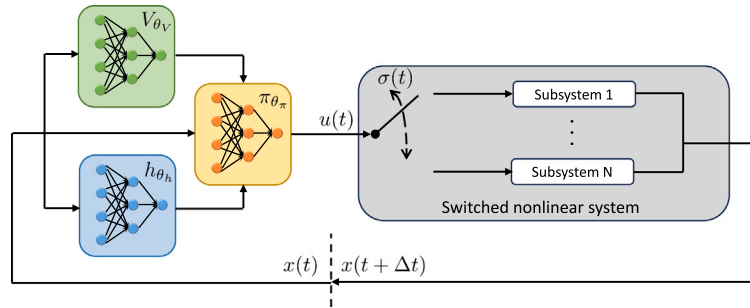 V_{θ_V}
π_{θ_π}
h_{θ_h}
u(t)
σ(t)
Subsystem 1
Subsystem N
Switched nonlinear system
x(t)
x(t + Δt)